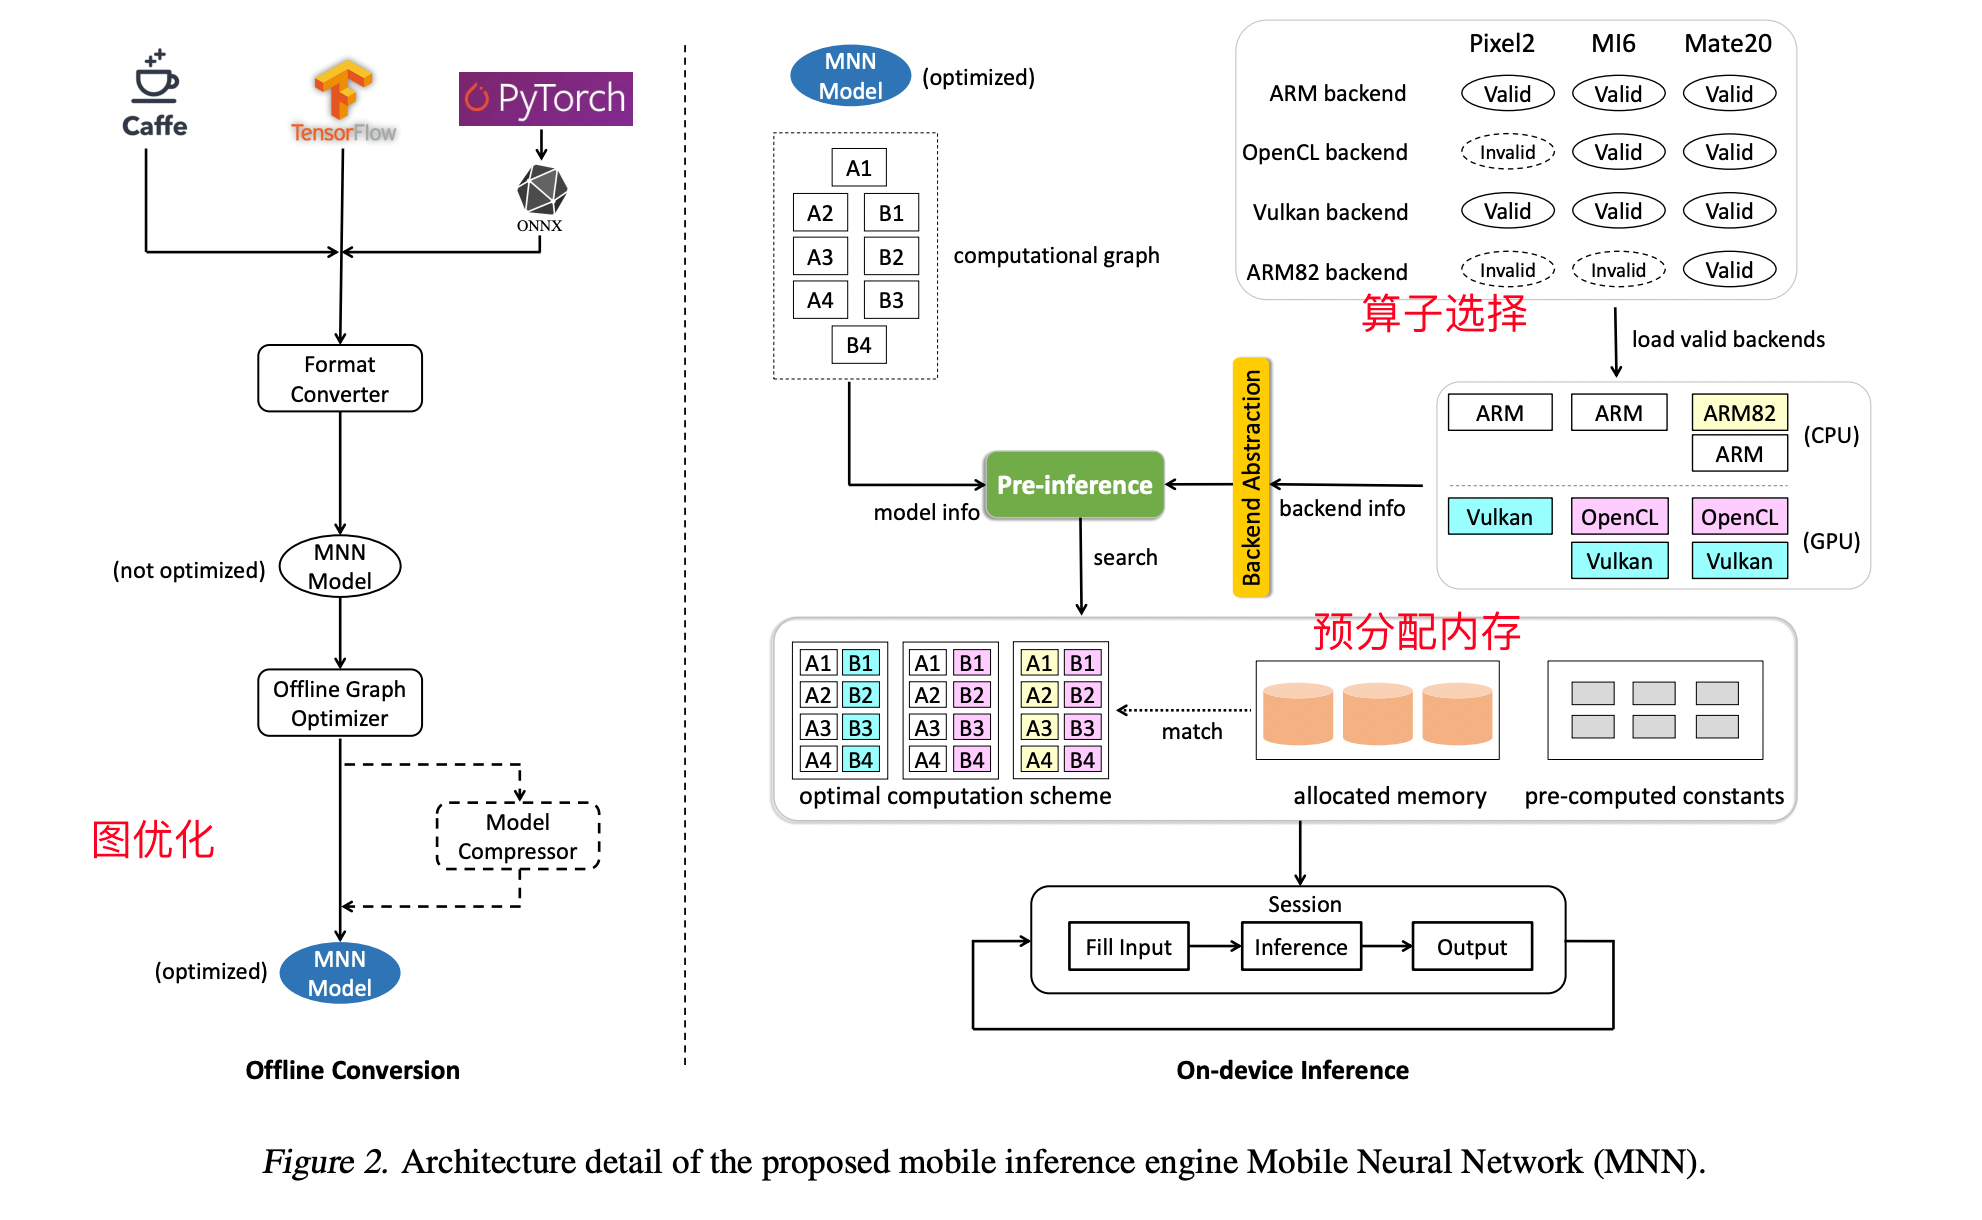 Caffe
TensorFlow
PyTorch
ONNX
Format
Converter
(not optimized)
MNN
Model
Offline Graph
Optimizer
图优化
Model
Compressor
(optimized)
MNN
Model
Offline Conversion
MNN
Model
(optimized)
A1
A2 B1
A3 B2
A4 B3
B4
computational graph
model info
Pixel2 MI6 Mate20
ARM backend Valid Valid Valid
OpenCL backend Invalid Valid Valid
Vulkan backend Valid Valid Valid
ARM82 backend Invalid Invalid Valid
算子选择
load valid backends
ARM ARM ARM82
ARM
(CPU)
Vulkan OpenCL OpenCL
Vulkan Vulkan
(GPU)
backend info
Backend Abstraction
Pre-inference
search
预分配内存
A1 B1 A1 B1 A1 B1
A2 B2 A2 B2 A2 B2
A3 B3 A3 B3 A3 B3
A4 B4 A4 B4 A4 B4
match
optimal computation scheme
allocated memory
pre-computed constants
Session
Fill Input
Inference
Output
On-device Inference
Figure 2. Architecture detail of the proposed mobile inference engine Mobile Neural Network (MNN).